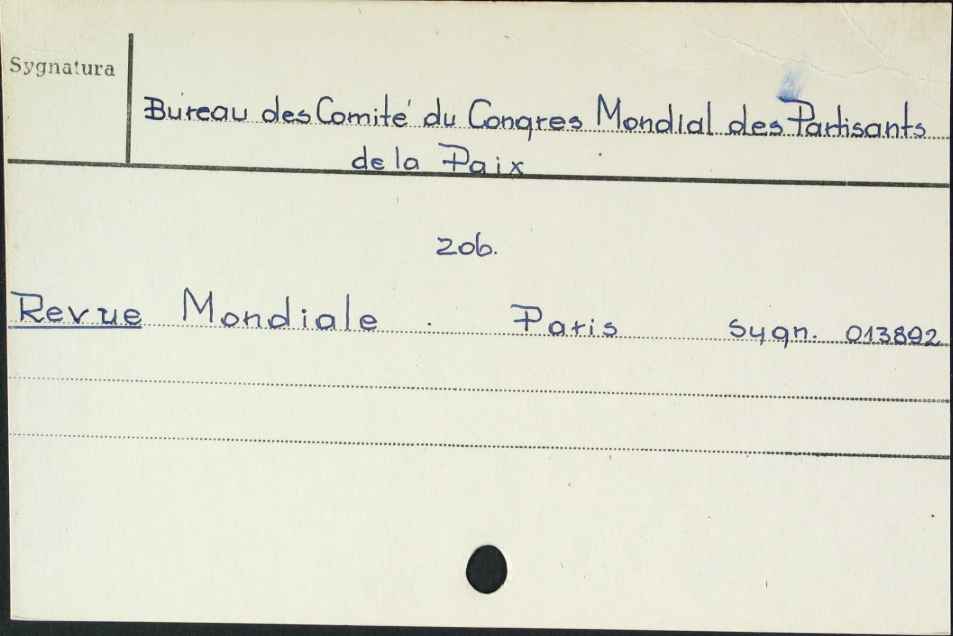 Sygnatura
Bureau des Comité du Congres Mondial des Partisants
de la Paix
zob.
Revue Mondiale . Paris sygn. 013892